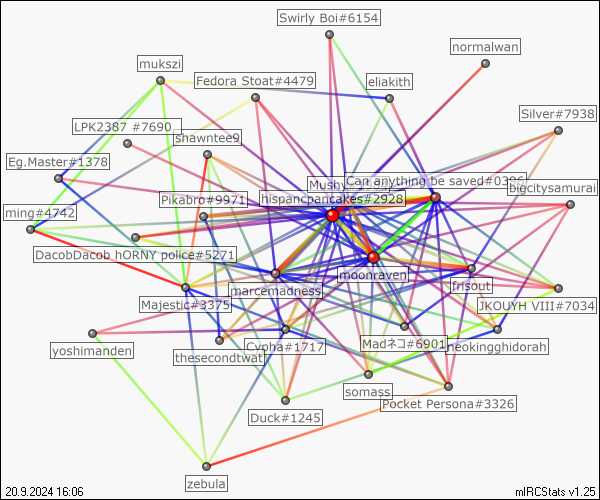 Swirly Boi#6154
normalwan
mukszi
Fedora Stoat#4479
eliakith
Silver#7938
LPK2387 #7690
shawntee9
Eg.Master#1378
Can anything be saved#0396
bigcitysamurai
Pikabro#9971
hispancpancakes#2928
ming#4742
DacobDacob hORNY police#5271
moonraven
frisout
marcemadness
Majestic#3375
JKOUYH VIII#7034
yoshimanden
thesecondtwat
Cypha#1717
Madネコ#6901
neokingghidorah
somass
Pocket Persona#3326
Duck#1245
zebula
20.9.2024 16:06
mIRCStats v1.25